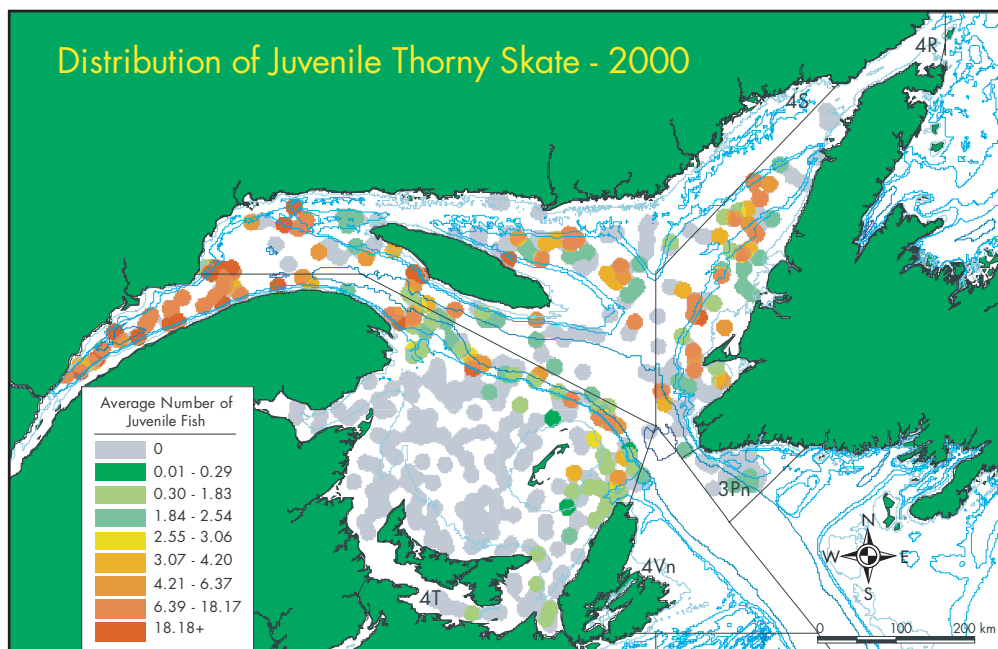 Distribution of Juvenile Thorny Skate - 2000
4R
4S
Average Number of
Juvenile Fish
0
0.01 - 0.29
0.30 - 1.83
1.84 - 2.54
2.55 - 3.06
3.07 - 4.20
4.21 - 6.37
6.39 - 18.17
18.18+
3Pn
4Vn
4T
N
W E
S
0 100 200 km